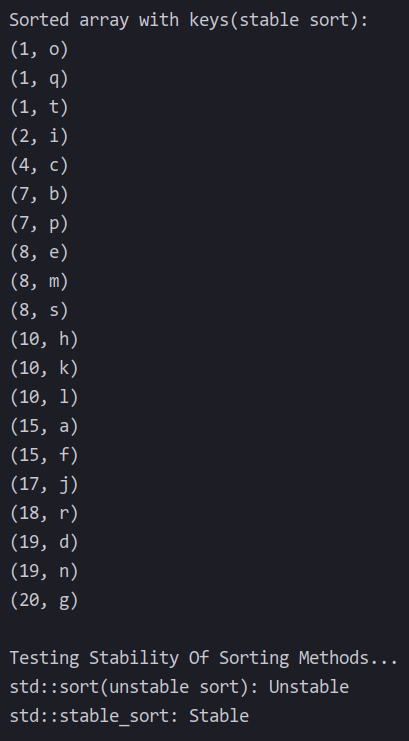 Sorted array with keys(stable sort):
(1, o)
(1, q)
(1, t)
(2, i)
(4, c)
(7, b)
(7, p)
(8, e)
(8, m)
(8, s)
(10, h)
(10, k)
(10, l)
(15, a)
(15, f)
(17, j)
(18, r)
(19, d)
(19, n)
(20, g)
Testing Stability Of Sorting Methods...
std::sort(unstable sort): Unstable
std::stable_sort: Stable